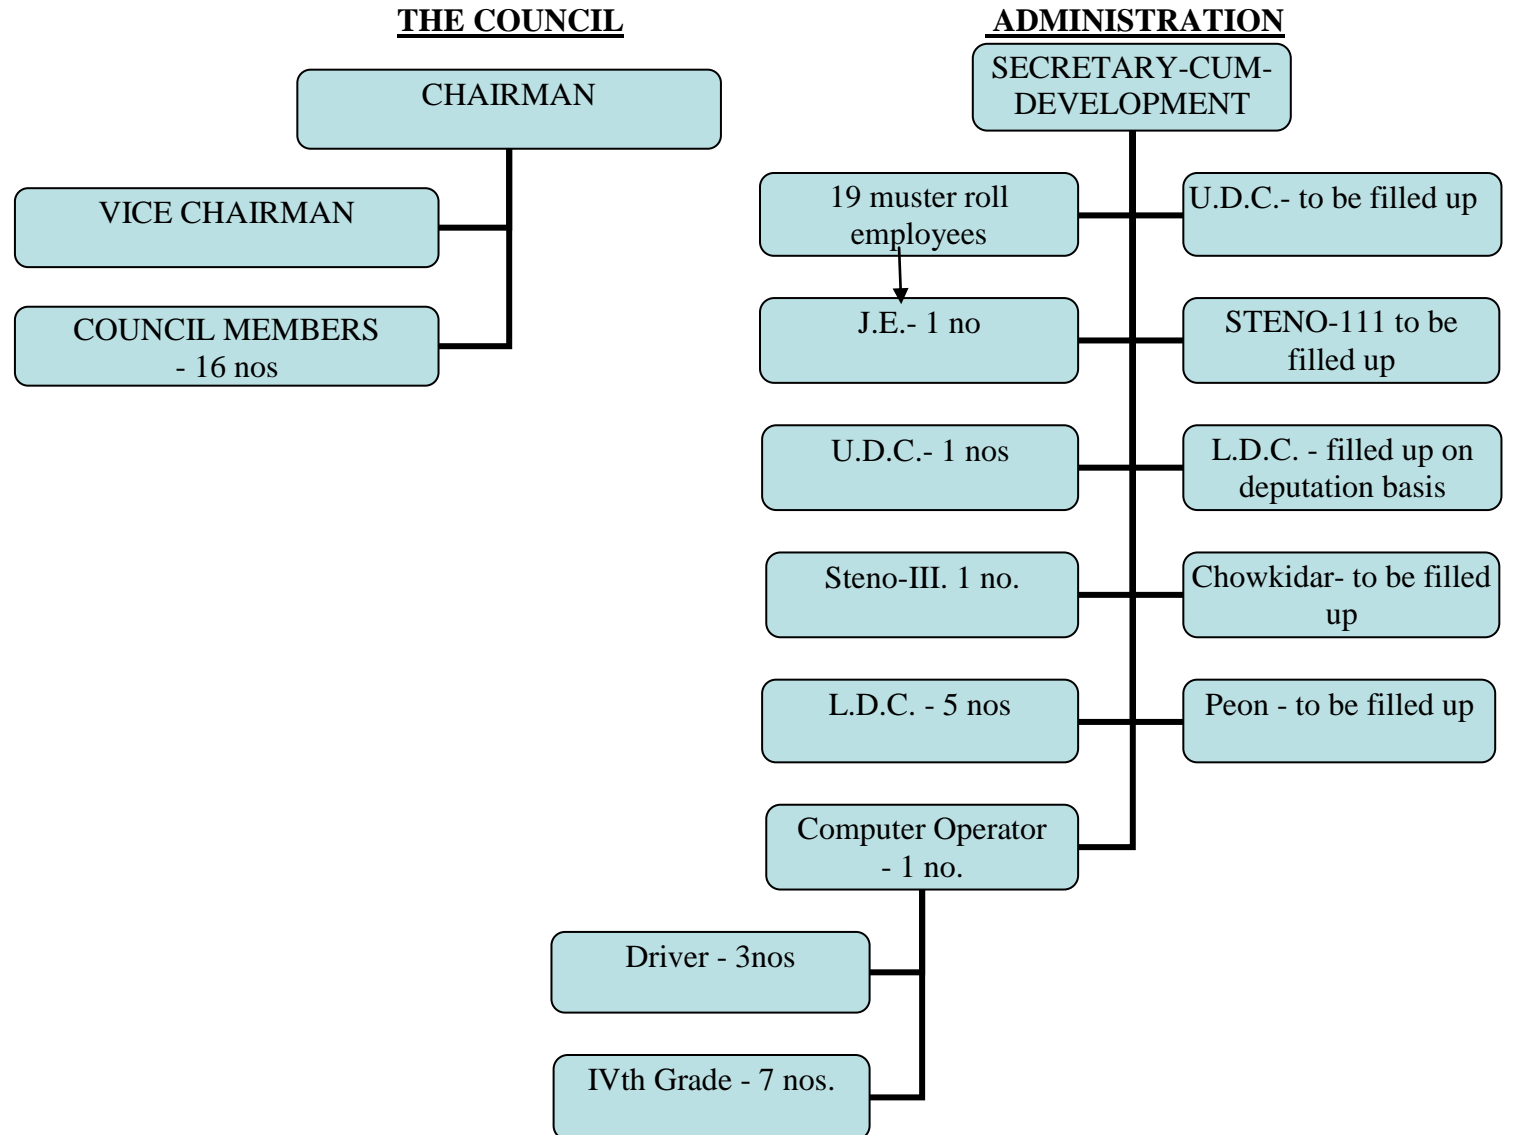 THE COUNCIL
CHAIRMAN
VICE CHAIRMAN
COUNCIL MEMBERS
- 16 nos
ADMINISTRATION
SECRETARY-CUM-
DEVELOPMENT
19 muster roll
employees
U.D.C.- to be filled up
J.E.- 1 no
STENO-111 to be
filled up
U.D.C.- 1 nos
L.D.C. - filled up on
deputation basis
Steno-III. 1 no.
Chowkidar- to be filled
up
L.D.C. - 5 nos
Peon - to be filled up
Computer Operator
- 1 no.
Driver - 3nos
IVth Grade - 7 nos.